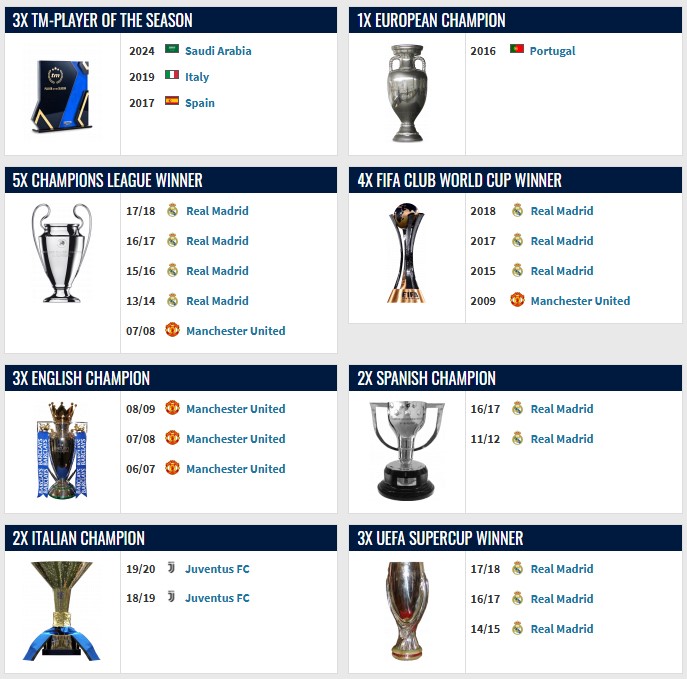 3X TM-PLAYER OF THE SEASON
2024 Saudi Arabia
2019 Italy
2017 Spain
1X EUROPEAN CHAMPION
2016 Portugal
5X CHAMPIONS LEAGUE WINNER
17/18 Real Madrid
16/17 Real Madrid
15/16 Real Madrid
13/14 Real Madrid
07/08 Manchester United
4X FIFA CLUB WORLD CUP WINNER
FIFA
2018 Real Madrid
2017 Real Madrid
2015 Real Madrid
2009 Manchester United
3X ENGLISH CHAMPION
BARCLAYS
BARCLAYS
08/09 Manchester United
07/08 Manchester United
06/07 Manchester United
2X SPANISH CHAMPION
16/17 Real Madrid
11/12 Real Madrid
2X ITALIAN CHAMPION
19/20 Juventus FC
18/19 Juventus FC
3X UEFA SUPERCUP WINNER
17/18 Real Madrid
16/17 Real Madrid
14/15 Real Madrid